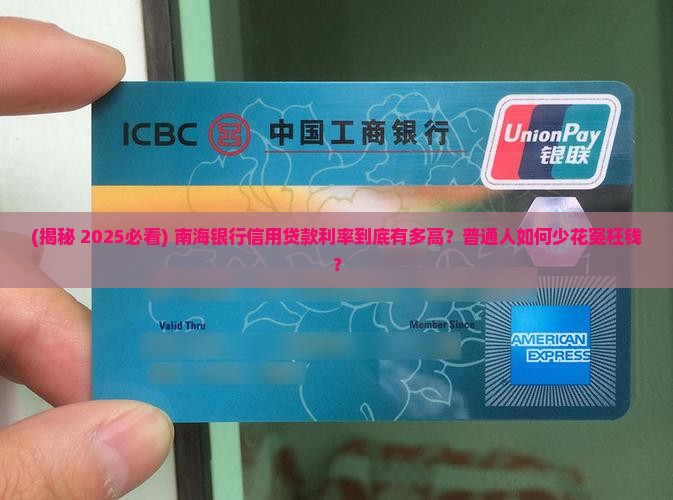 ICBC 中国工商银行
UnionPay
银联
(揭秘 2025必看) 南海银行信用贷款利率到底有多高？普通人如何少花冤枉钱
？
Valid Thru
Member Since
AMERICAN
EXPRESS